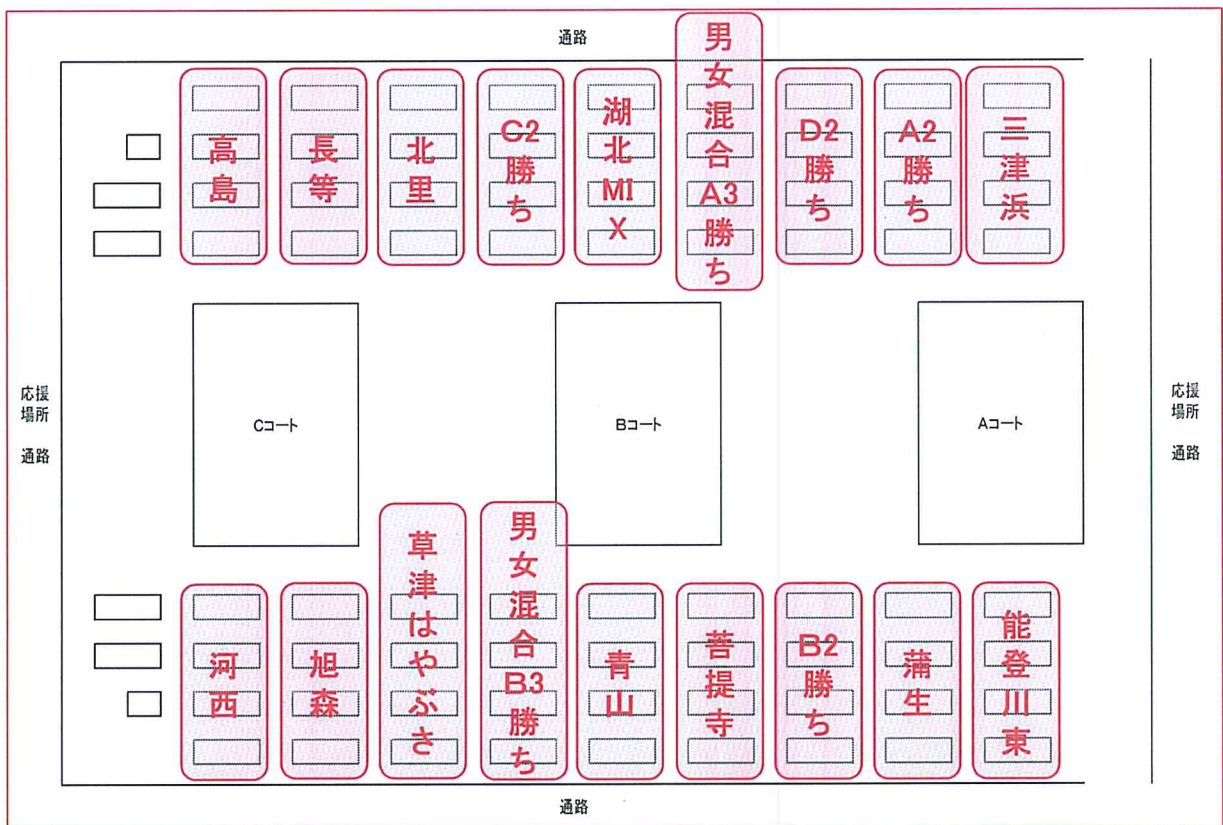 通路
高島
長等
北里
C2勝ち
湖北MIX
男女混合A3勝ち
D2勝ち
A2勝ち
三津浜
応援
場所
通路
Cコート
Bコート
Aコート
応援
場所
通路
河西
旭森
草津はやぶさ
男女混合B3勝ち
青山
菩提寺
B2勝ち
蒲生
能登川東
通路